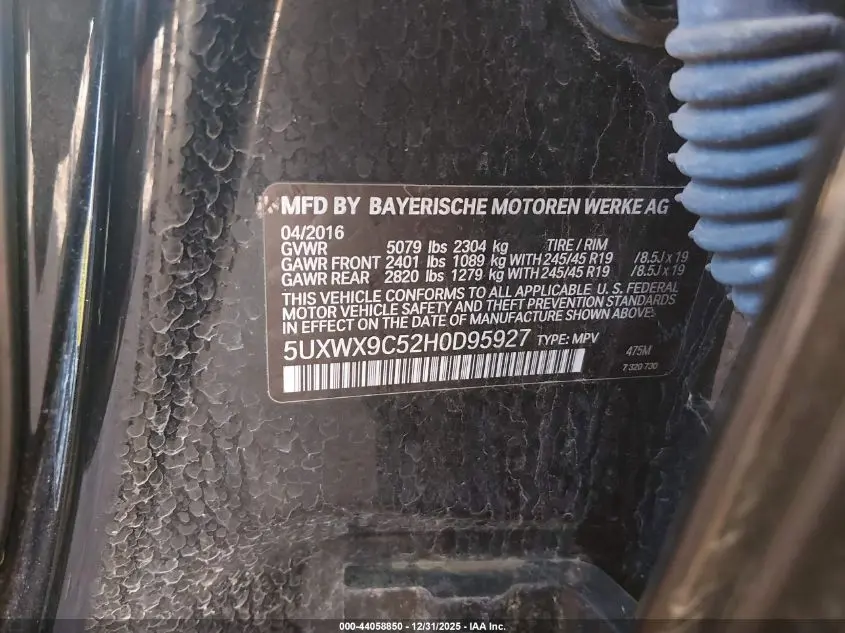 MFD BY BAYERISCHE MOTOREN WERKE AG
04/2016
GVWR 5079 lbs 2304 kg TIRE / RIM
GAWR FRONT 2401 lbs 1089 kg WITH 245/45 R19 /8.5J x 19
GAWR REAR 2820 lbs 1279 kg WITH 245/45 R19 /8.5J x 19
THIS VEHICLE CONFORMS TO ALL APPLICABLE U. S. FEDERAL
MOTOR VEHICLE SAFETY AND THEFT PREVENTION STANDARDS
IN EFFECT ON THE DATE OF MANUFACTURE SHOWN ABOVE.
5UXWX9C52H0D95927 TYPE: MPV
475M
7 320 730
000-44058850 - 12/31/2025 - IAA Inc.